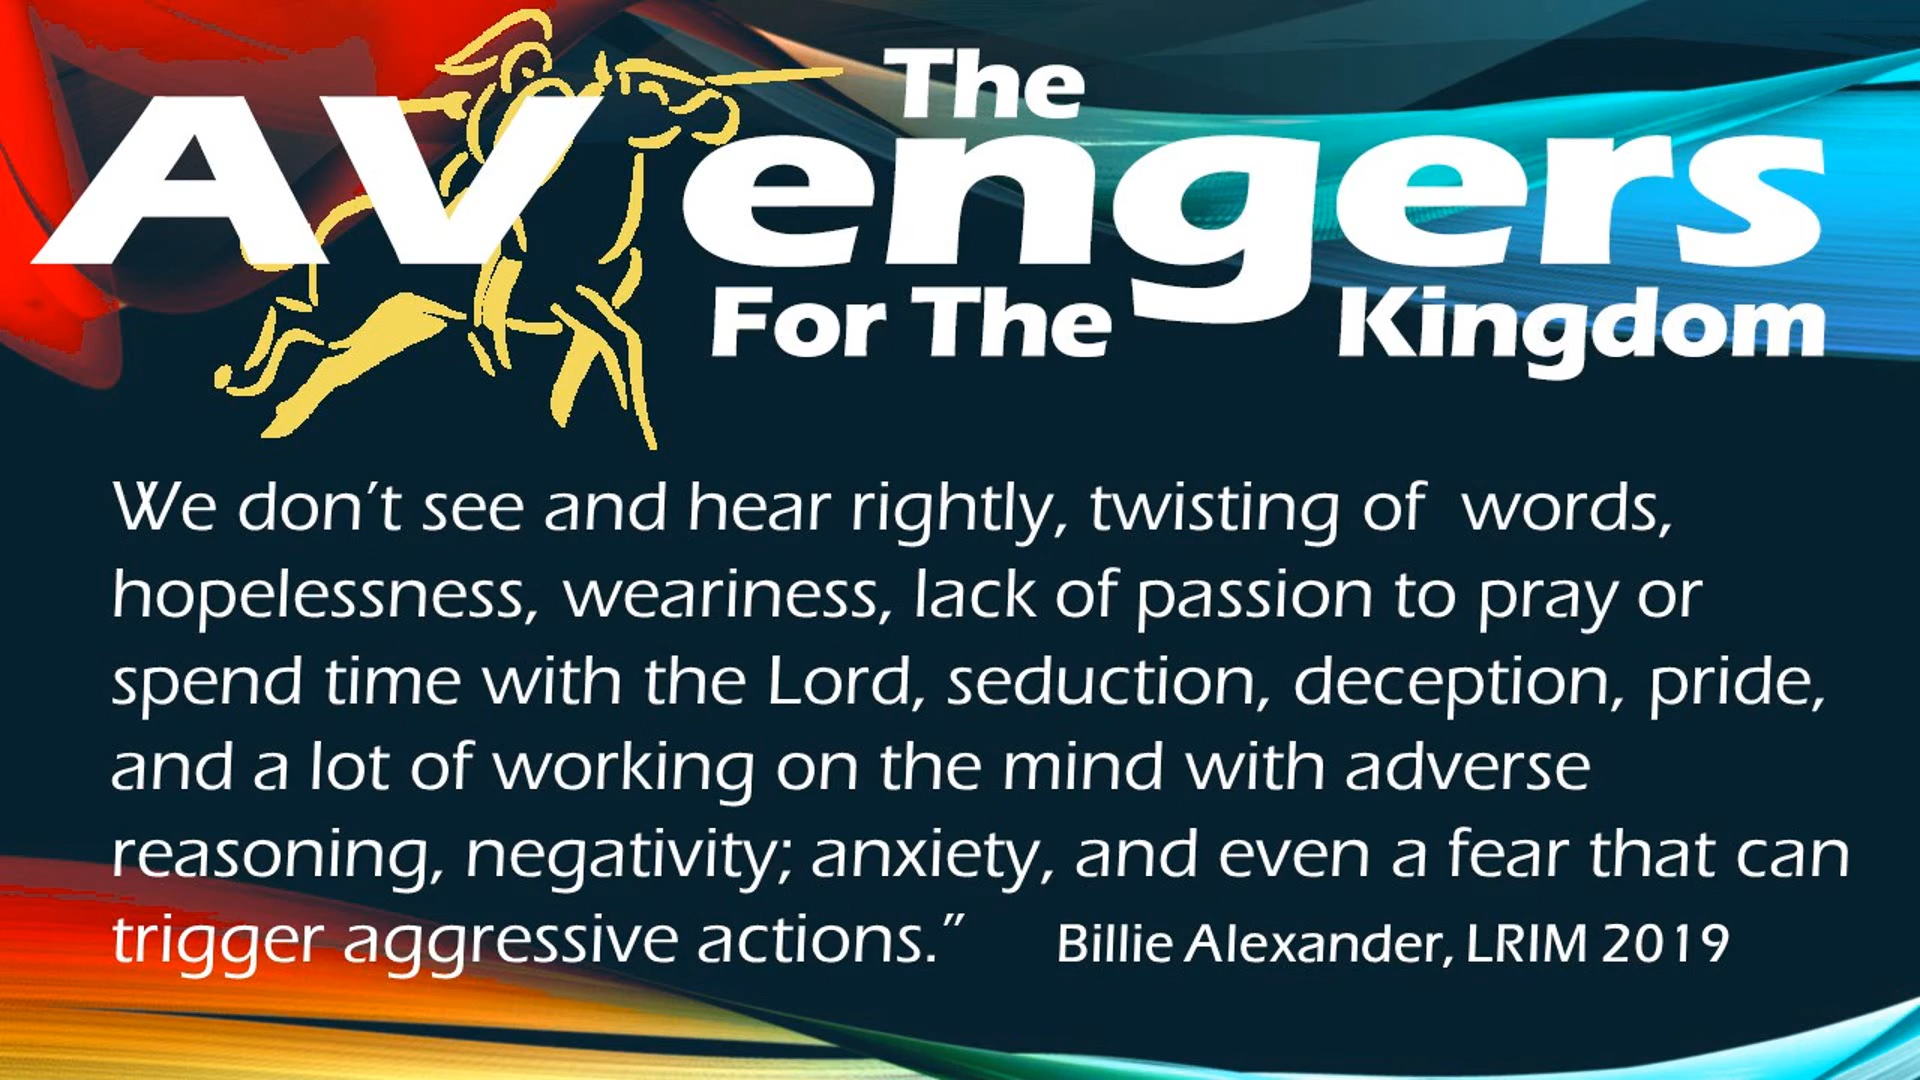 The
AVengers
For The Kingdom
We don’t see and hear rightly, twisting of words,
hopelessness, weariness, lack of passion to pray or
spend time with the Lord, seduction, deception, pride,
and a lot of working on the mind with adverse
reasoning, negativity; anxiety, and even a fear that can
trigger aggressive actions.” Billie Alexander, LRIM 2019